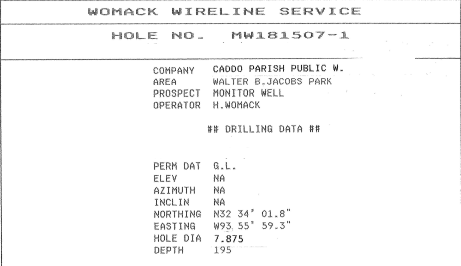 WOMACK WIRELINE SERVICE
HOLE NO. MW181507-1
COMPANY CADDO PARISH PUBLIC W.
AREA WALTER B.JACOBS PARK
PROSPECT MONITOR WELL
OPERATOR H.WOMACK
## DRILLING DATA ##
PERM DAT G.L.
ELEV NA
AZIMUTH NA
INCLIN NA
NORTHING N32 34' 01.8"
EASTING W93 55' 59.3"
HOLE DIA 7.875
DEPTH 195